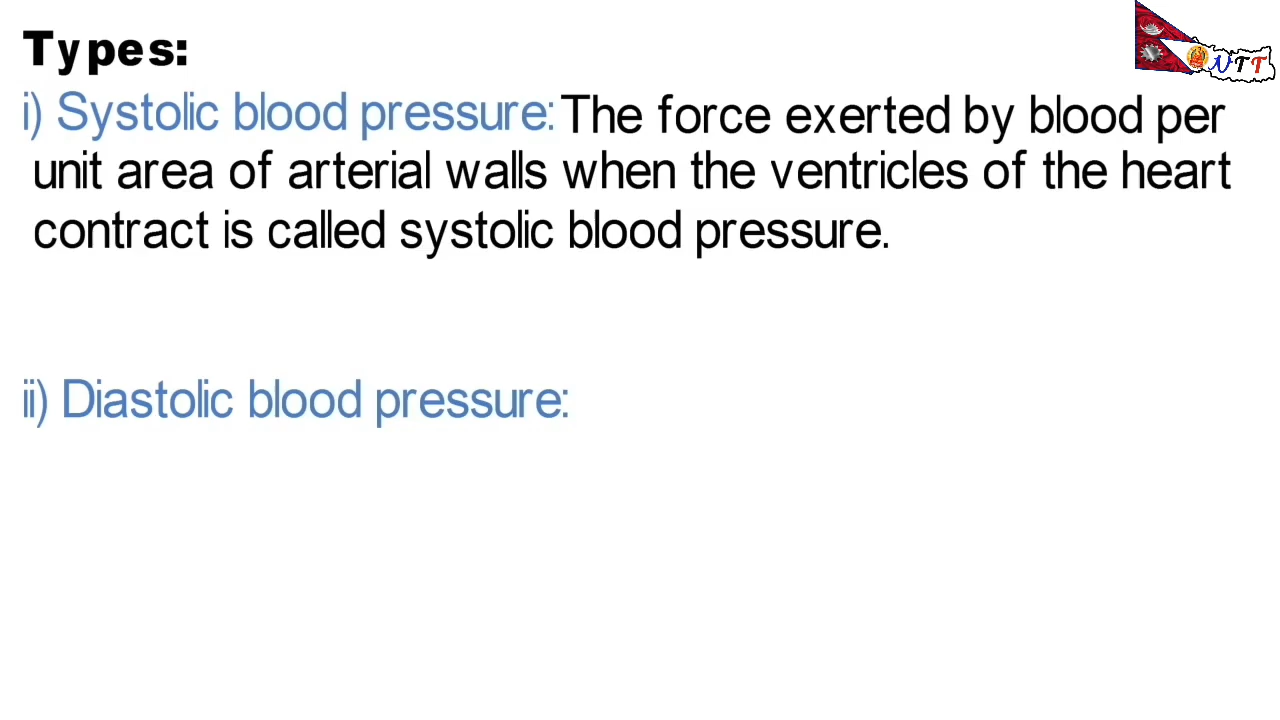 Types:
i) Systolic blood pressure: The force exerted by blood per
unit area of arterial walls when the ventricles of the heart
contract is called systolic blood pressure.
ii) Diastolic blood pressure:
NTT